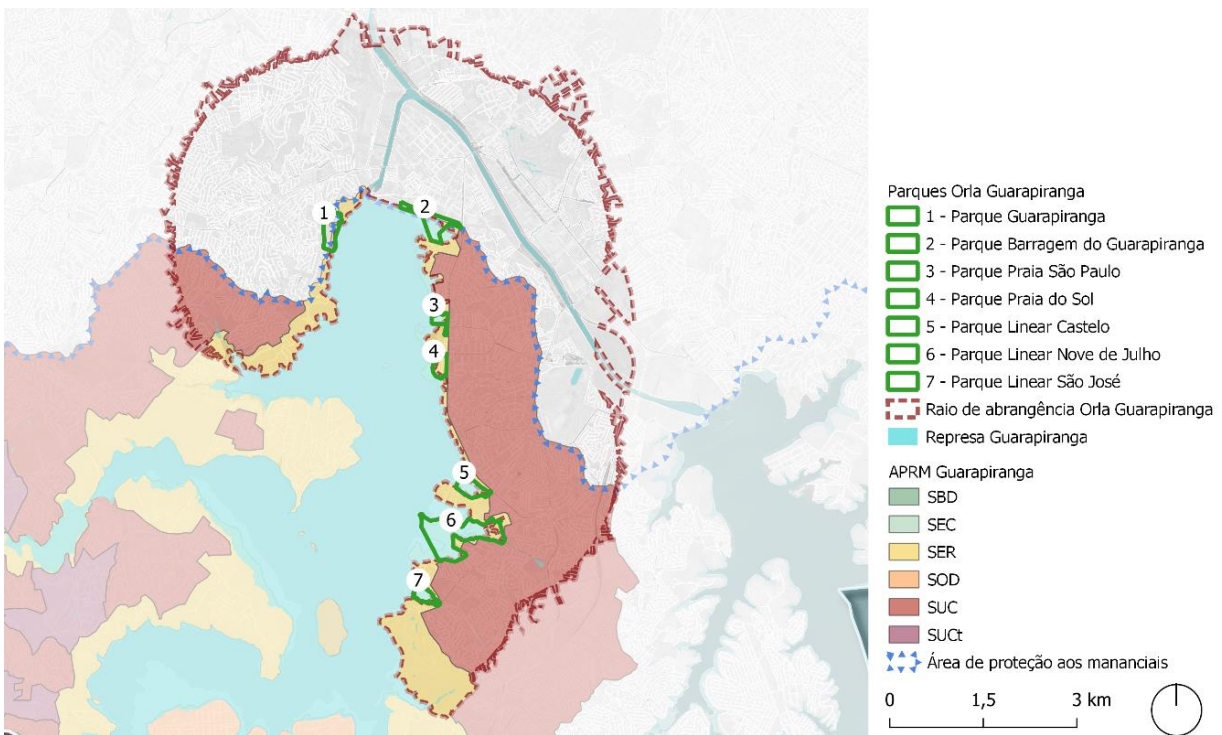 1
2
3
4
5
6
7
Parques Orla Guarapiranga
1 - Parque Guarapiranga
2 - Parque Barragem do Guarapiranga
3 - Parque Praia São Paulo
4 - Parque Praia do Sol
5 - Parque Linear Castelo
6 - Parque Linear Nove de Julho
7 - Parque Linear São José
Raio de abrangência Orla Guarapiranga
Represa Guarapiranga
APRM Guarapiranga
SBD
SEC
SER
SOD
SUC
SUCt
Área de proteção aos mananciais
0 1,5 3 km